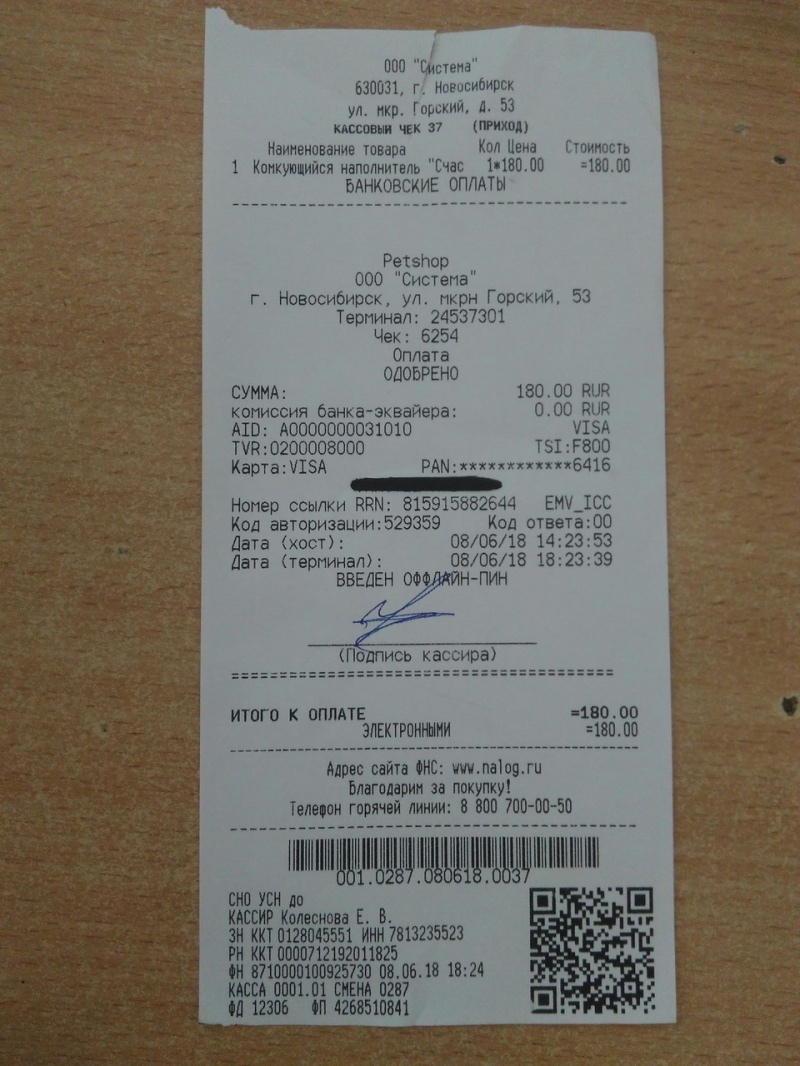 ООО "Система"
630031, г. Новосибирск
ул. мкр. Горский, д. 53
КАССОВЫЙ ЧЕК 37 (ПРИХОД)
Наименование товара Кол Цена Стоимость
1 Комкующийся наполнитель "Счас 1*180.00 =180.00
БАНКОВСКИЕ ОПЛАТЫ
Petshop
ООО "Система"
г. Новосибирск, ул. мкрн Горский, 53
Терминал: 24537301
Чек: 6254
Оплата
ОДОБРЕНО
СУММА: 180.00 RUR
комиссия банка-эквайера: 0.00 RUR
AID: A0000000031010 VISA
TVR:0200008000 TSI:F800
Карта:VISA PAN:************6416
Номер ссылки RRN: 815915882644 EMV_ICC
Код авторизации:529359 Код ответа:00
Дата (хост): 08/06/18 14:23:53
Дата (терминал): 08/06/18 18:23:39
ВВЕДЕН ОФФЛАЙН-ПИН
(Подпись кассира)
ИТОГО К ОПЛАТЕ =180.00
ЭЛЕКТРОННЫМИ =180.00
Адрес сайта ФНС: www.nalog.ru
Благодарим за покупку!
Телефон горячей линии: 8 800 700-00-50
001.0287.080618.0037
СНО УСН до
КАССИР Колеснова Е. В.
ЗН ККТ 0128045551 ИНН 7813235523
РН ККТ 0000712192011825
ФН 8710000100925730 08.06.18 18:24
КАССА 0001.01 СМЕНА 0287
ФД 12306 ФП 4268510841